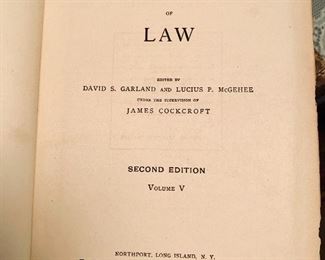 OF
LAW
EDITED BY
DAVID S. GARLAND AND LUCIUS P. McGEHEE
UNDER THE SUPERVISION OF
JAMES COCKCROFT
SECOND EDITION
VOLUME V
NORTHPORT, LONG ISLAND, N. Y.